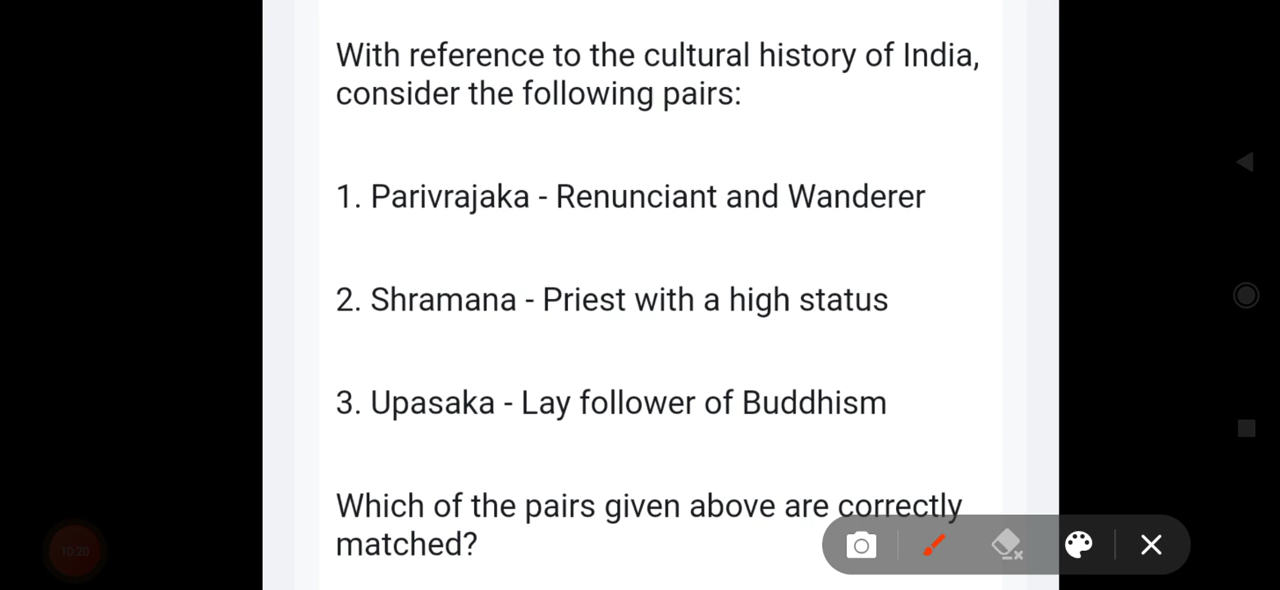 With reference to the cultural history of India,
consider the following pairs:
1. Parivrajaka - Renunciant and Wanderer
2. Shramana - Priest with a high status
3. Upasaka - Lay follower of Buddhism
Which of the pairs given above are correctly
matched?
10:20